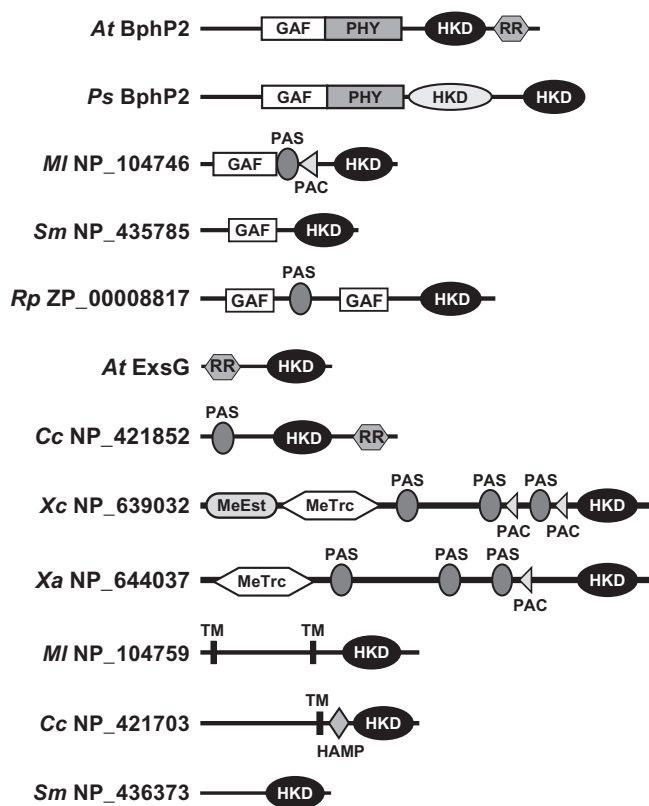 At BphP2 GAF PHY HKD RR
Ps BphP2 GAF PHY HKD HKD
PAS
Ml NP_104746 GAF HKD
PAC
Sm NP_435785 GAF HKD
PAS
Rp ZP_00008817 GAF GAF HKD
At ExsG RR HKD
PAS
Cc NP_421852 HKD RR
PAS PAS PAS
Xc NP_639032 MeEst MeTrc HKD
PAC PAC
PAS PAS PAS
Xa NP_644037 MeTrc HKD
PAC
TM TM
Ml NP_104759 HKD
TM
Cc NP_421703 HKD
HAMP
Sm NP_436373 HKD